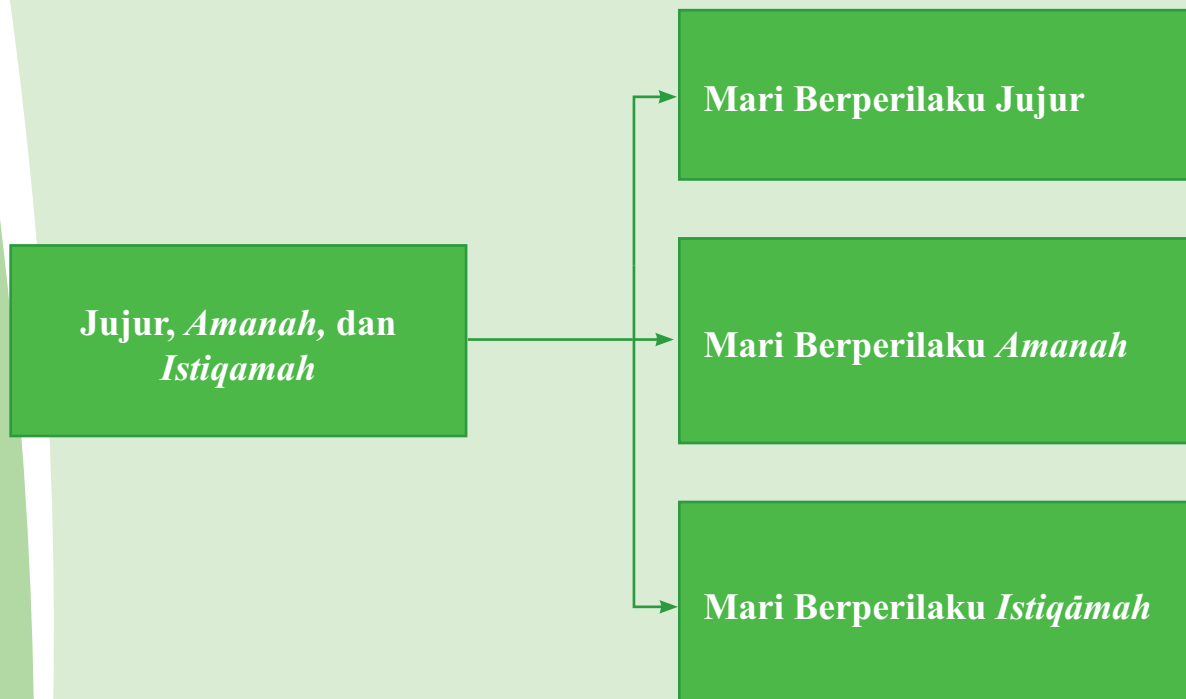 Mari Berperilaku Jujur
Jujur, Amanah, dan
Istiqamah
Mari Berperilaku Amanah
Mari Berperilaku Istiqāmah